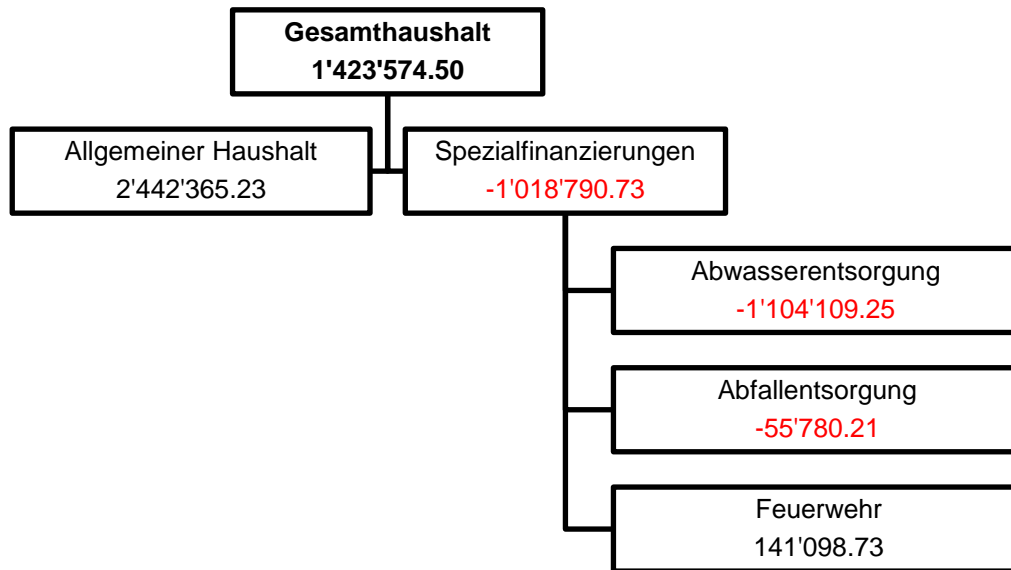 Gesamthaushalt
1'423'574.50
Allgemeiner Haushalt
2'442'365.23
Spezialfinanzierungen
-1'018'790.73
Abwasserentsorgung
-1'104'109.25
Abfallentsorgung
-55'780.21
Feuerwehr
141'098.73